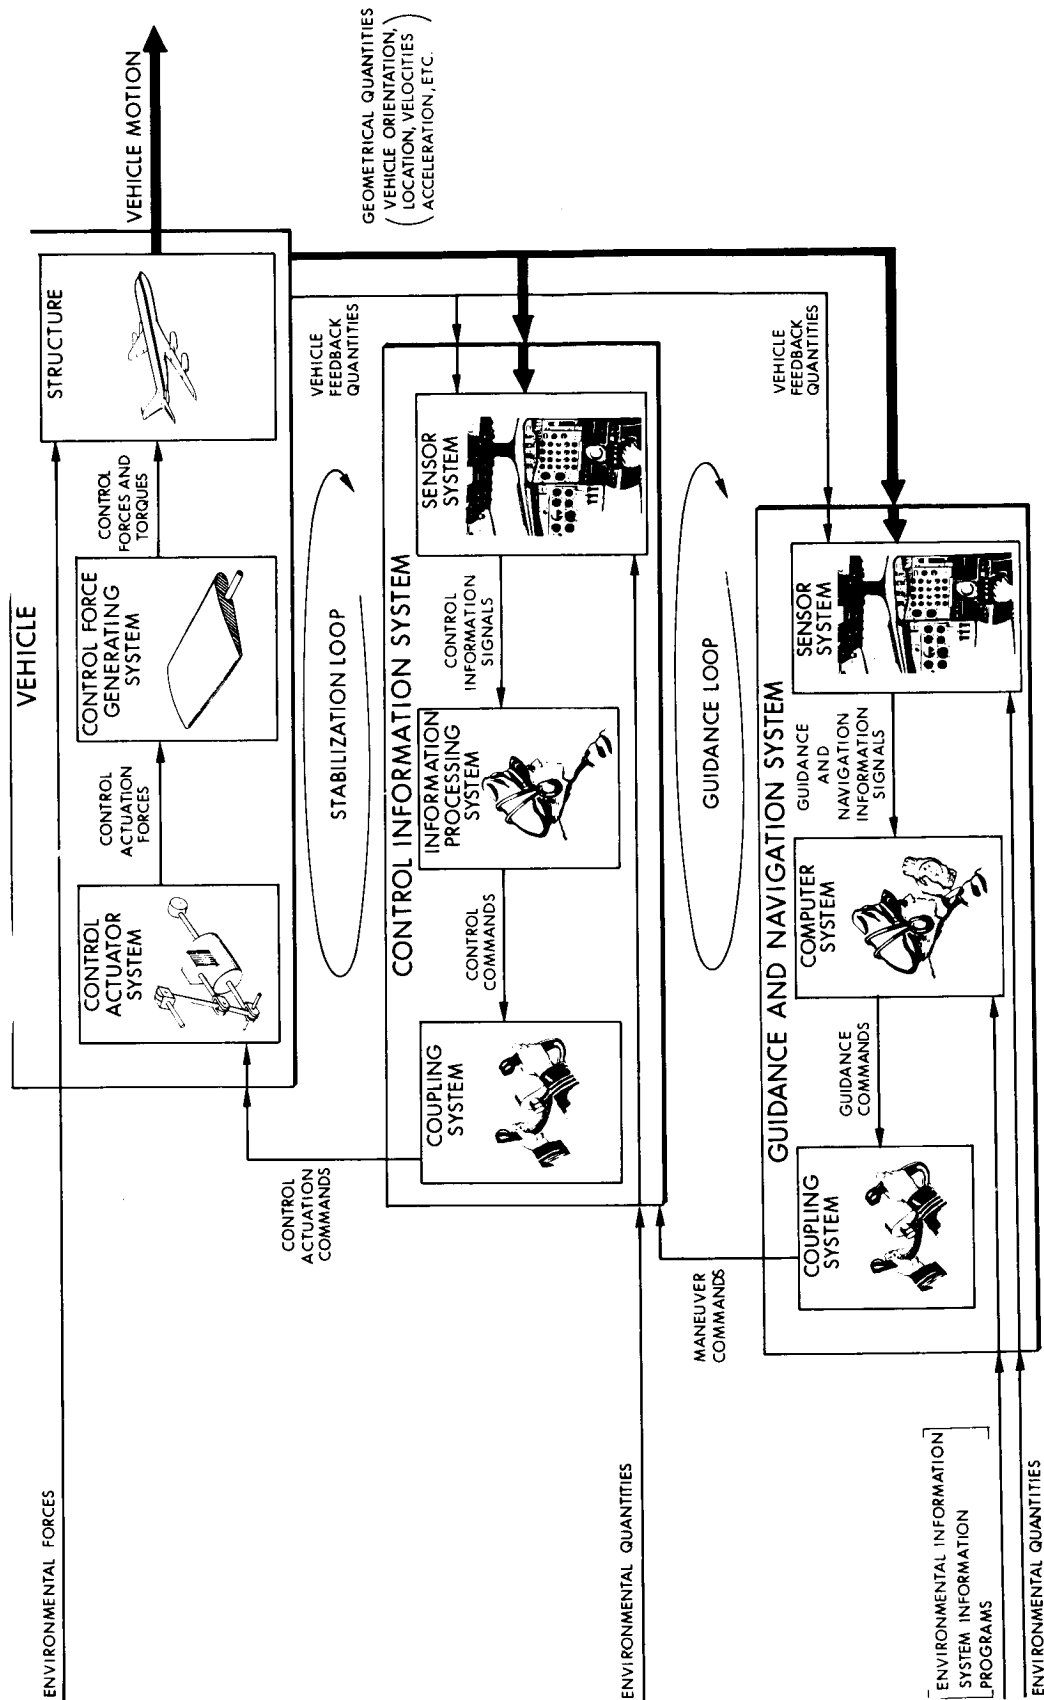 VEHICLE
ENVIRONMENTAL FORCES
CONTROL
ACTUATOR
SYSTEM
CONTROL
ACTUATION
FORCES
CONTROL FORCE
GENERATING
SYSTEM
CONTROL
FORCES AND
TORQUES
STRUCTURE
VEHICLE MOTION
CONTROL
ACTUATION
COMMANDS
STABILIZATION LOOP
VEHICLE
FEEDBACK
QUANTITIES
GEOMETRICAL QUANTITIES
(VEHICLE ORIENTATION,
LOCATION, VELOCITIES
ACCELERATION, ETC.)
CONTROL INFORMATION SYSTEM
COUPLING
SYSTEM
CONTROL
COMMANDS
INFORMATION
PROCESSING
SYSTEM
CONTROL
INFORMATION
SIGNALS
SENSOR
SYSTEM
ENVIRONMENTAL QUANTITIES
MANEUVER
COMMANDS
GUIDANCE LOOP
VEHICLE
FEEDBACK
QUANTITIES
GUIDANCE AND NAVIGATION SYSTEM
COUPLING
SYSTEM
GUIDANCE
COMMANDS
COMPUTER
SYSTEM
GUIDANCE
AND
NAVIGATION
INFORMATION
SIGNALS
SENSOR
SYSTEM
[ENVIRONMENTAL INFORMATION
SYSTEM INFORMATION
PROGRAMS]
ENVIRONMENTAL QUANTITIES